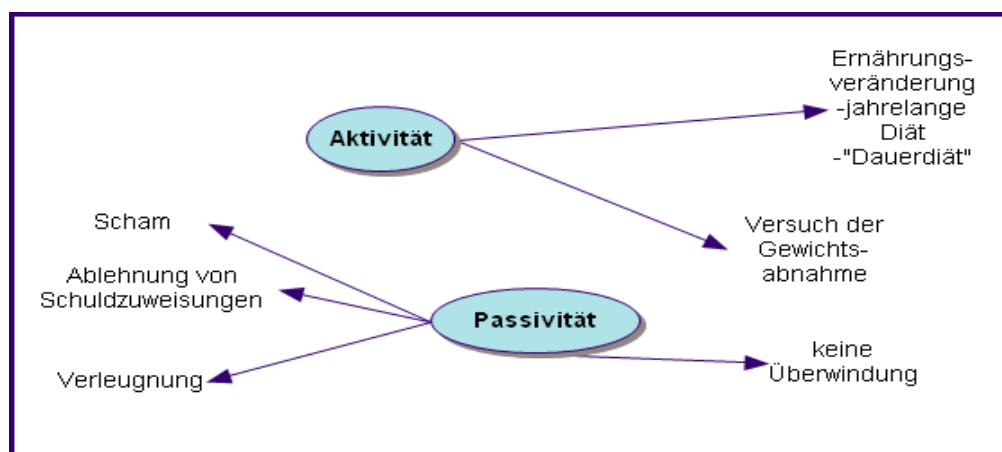 Ernährungs-
veränderung
-jahrelange
Diät
-"Dauerdiät"
Aktivität
Versuch der
Gewichts-
abnahme
Scham
Ablehnung von
Schuldzuweisungen
Passivität
Verleugnung
keine
Überwindung